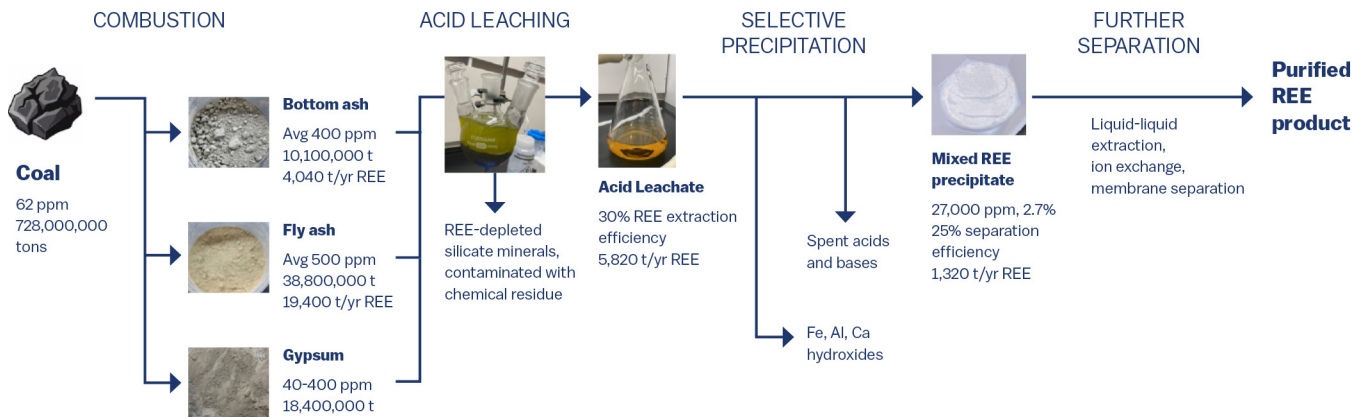 COMBUSTION
ACID LEACHING
SELECTIVE
PRECIPITATION
FURTHER
SEPARATION
Coal
62 ppm
728,000,000
tons
Bottom ash
Avg 400 ppm
10,100,000 t
4,040 t/yr REE
Fly ash
Avg 500 ppm
38,800,000 t
19,400 t/yr REE
Gypsum
40-400 ppm
18,400,000 t
REE-depleted
silicate minerals,
contaminated with
chemical residue
Acid Leachate
30% REE extraction
efficiency
5,820 t/yr REE
Spent acids
and bases
Fe, Al, Ca
hydroxides
Mixed REE
precipitate
27,000 ppm, 2.7%
25% separation
efficiency
1,320 t/yr REE
Liquid-liquid
extraction,
ion exchange,
membrane separation
Purified
REE
product